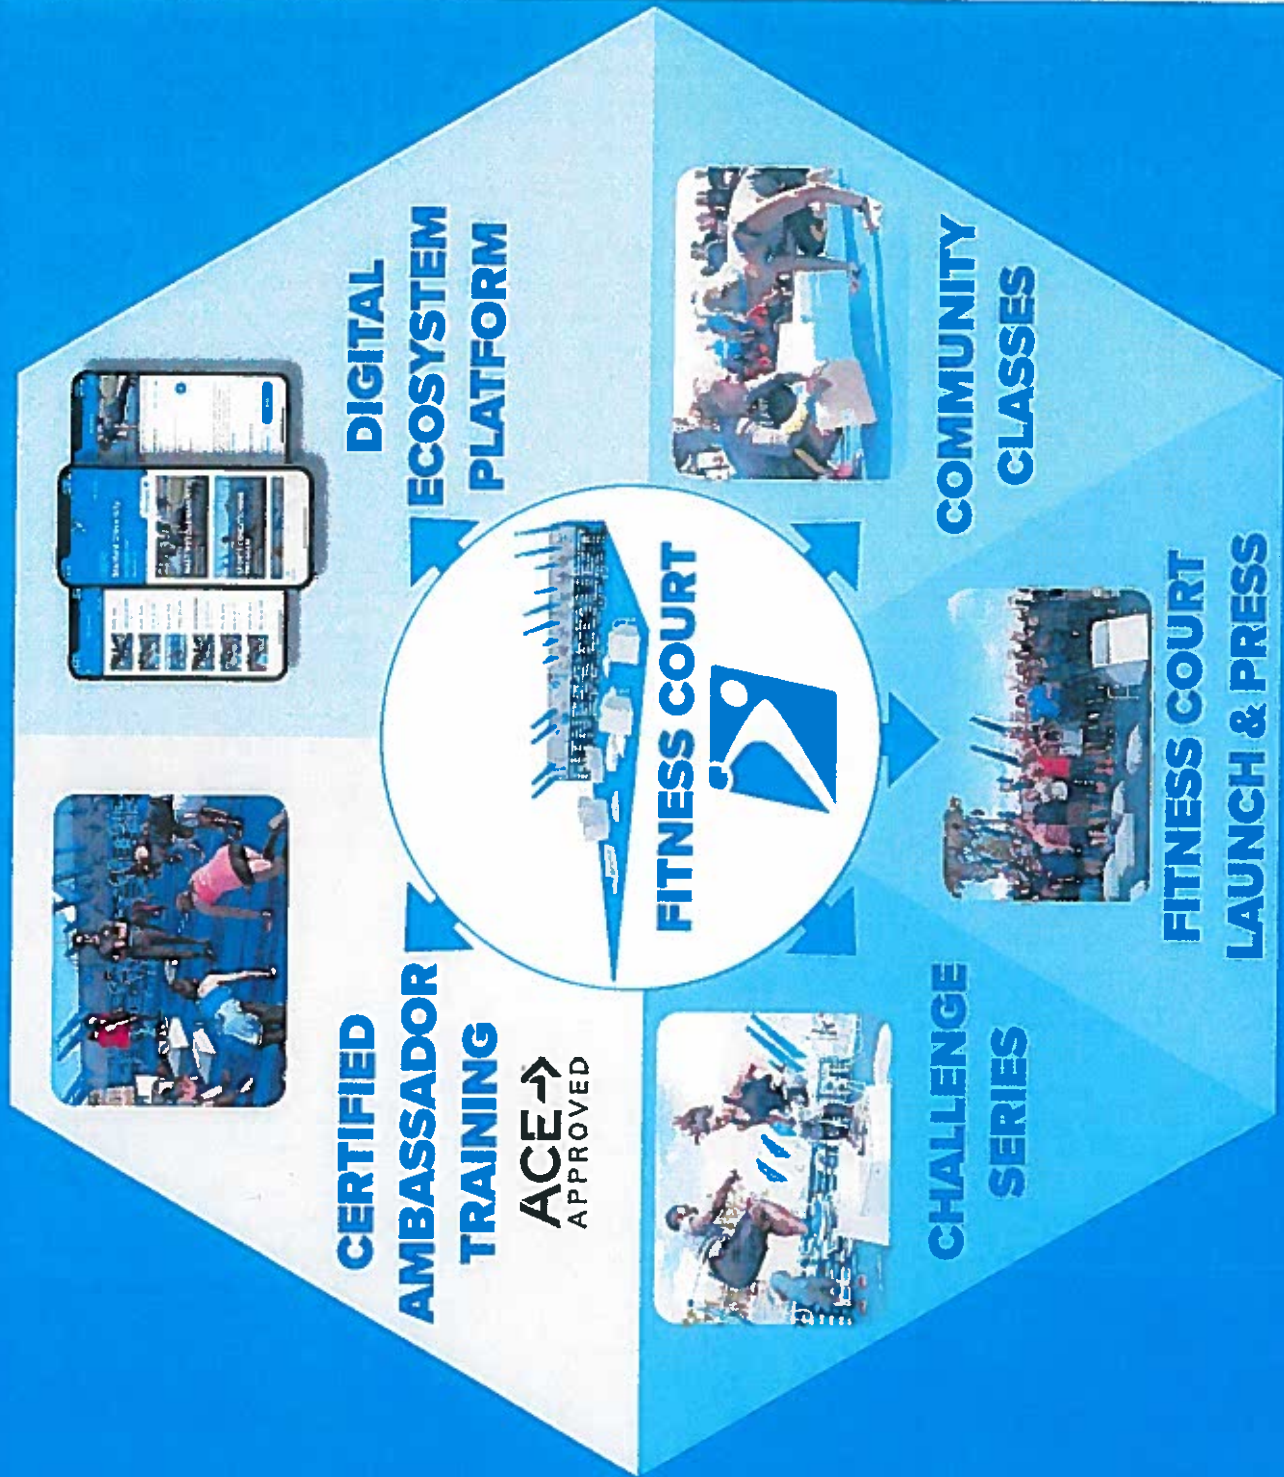 CERTIFIED
AMBASSADOR
TRAINING
ACE
APPROVED
DIGITAL
ECOSYSTEM
PLATFORM
FITNESS COURT
CHALLENGE
SERIES
COMMUNITY
CLASSES
FITNESS COURT
LAUNCH & PRESS